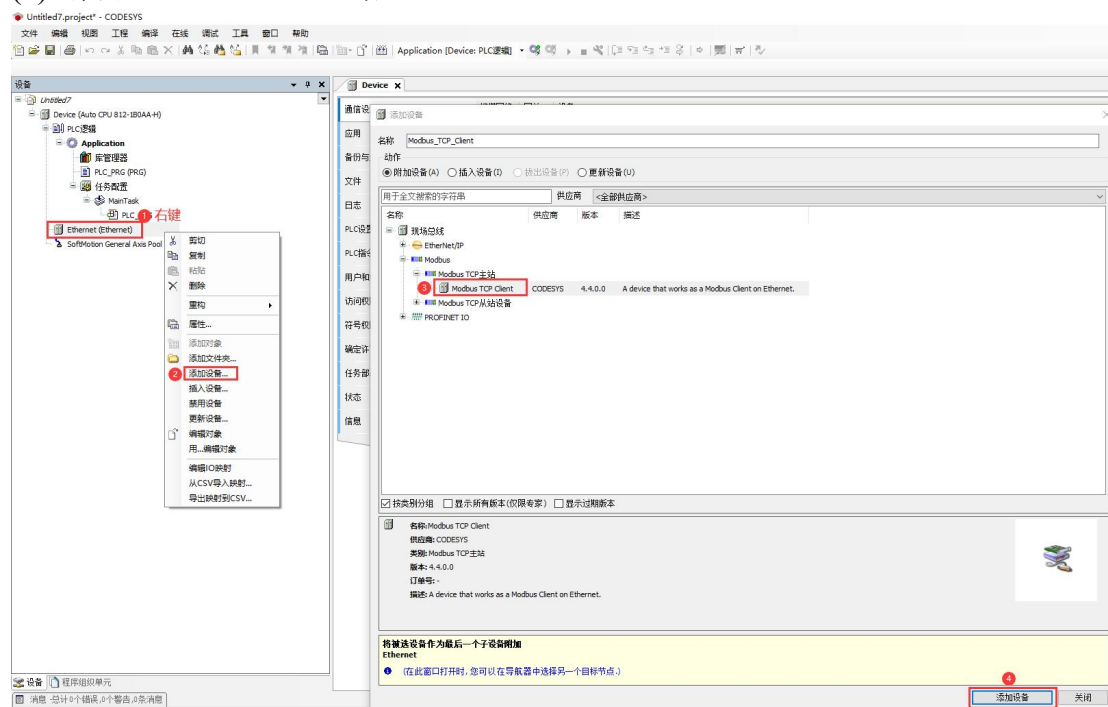 Untitled7.project* - CODESYS
文件 编辑 视图 工程 编译 在线 调试 工具 窗口 帮助
Application [Device: PLC逻辑]
设备
Untitled7
Device (Auto CPU 812-1B0AA-H)
PLC逻辑
Application
库管理器
PLC_PRG (PRG)
任务配置
MainTask
PLC_
1 右键
Ethernet (Ethernet)
SoftMotion General Axis Pool
剪切
复制
粘贴
删除
重构
属性...
添加对象
添加文件夹...
2 添加设备...
插入设备...
禁用设备
更新设备...
编辑对象
用...编辑对象
编辑IO映射
从CSV导入映射...
导出映射到CSV...
设备 程序组织单元
消息 -总计0个错误,0个警告,0条消息
Device
通信设
应用
备份与
文件
日志
PLC设置
PLC指令
用户和
访问权
符号权
确定许
任务部
状态
信息
添加设备
名称 Modbus_TCP_Client
动作
附加设备(A) 插入设备(I) 拔出设备(P) 更新设备(U)
用于全文搜索的字符串 供应商 <全部供应商>
名称 供应商 版本 描述
现场总线
EtherNet/IP
Modbus
Modbus TCP主站
3 Modbus TCP Client CODESYS 4.4.0.0 A device that works as a Modbus Client on Ethernet.
Modbus TCP从站设备
PROFINET IO
按类别分组 显示所有版本(仅限专家) 显示过期版本
名称:Modbus TCP Client
供应商: CODESYS
类别: Modbus TCP主站
版本: 4.4.0.0
订单号: -
描述: A device that works as a Modbus Client on Ethernet.
将被选设备作为最后一个子设备附加
Ethernet
(在此窗口打开时, 您可以在导航器中选择另一个目标节点.)
4
添加设备 关闭